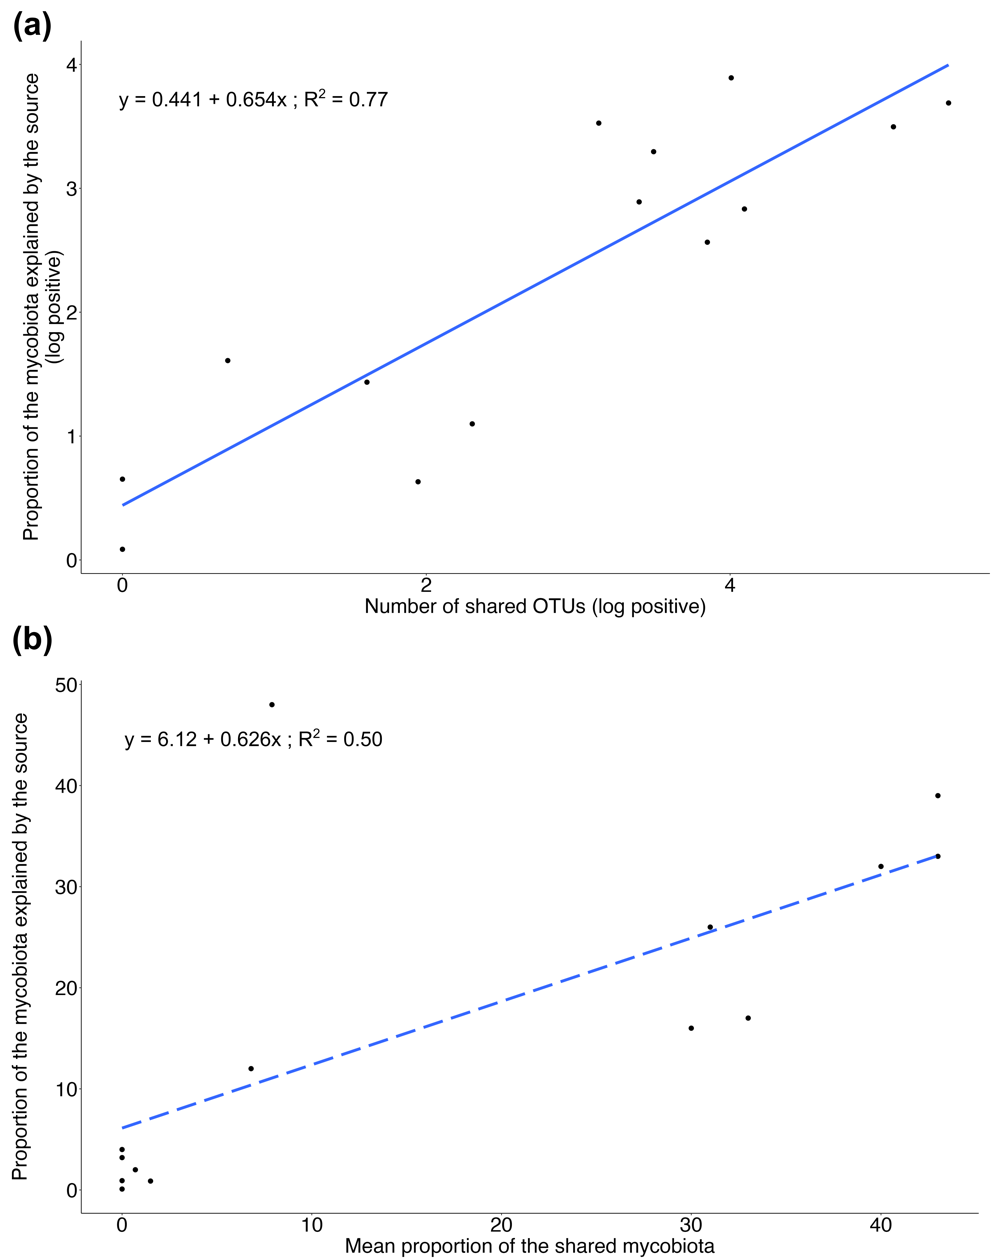 (a)
Proportion of the mycobiota explained by the source
(log positive)
4
3
2
1
0
y = 0.441 + 0.654x ; R² = 0.77
0 2 4
Number of shared OTUs (log positive)
(b)
Proportion of the mycobiota explained by the source
50
40
30
20
10
0
y = 6.12 + 0.626x ; R² = 0.50
0 10 20 30 40
Mean proportion of the shared mycobiota